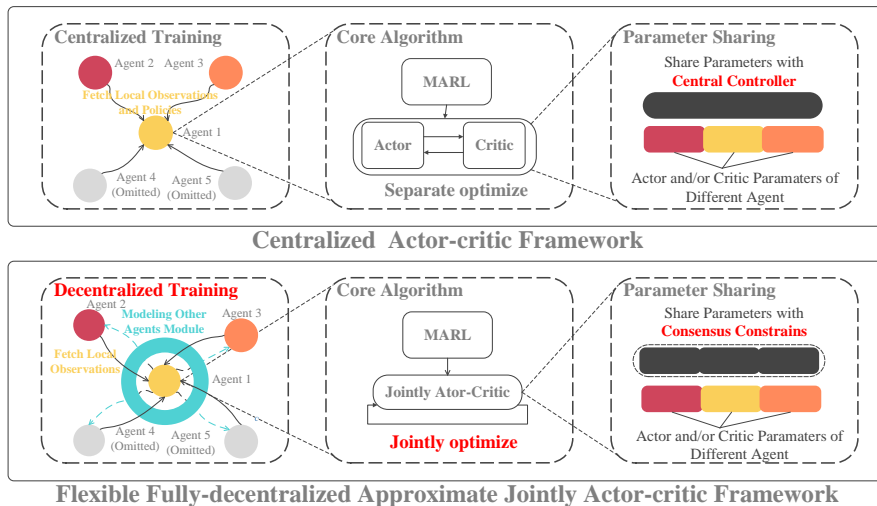 Centralized Training
Agent 2
Agent 3
Fetch Local Observations
and Policies
Agent 1
Agent 4
(Omitted)
Agent 5
(Omitted)
Core Algorithm
MARL
Actor
Critic
Separate optimize
Parameter Sharing
Share Parameters with
Central Controller
Actor and/or Critic Paramaters of
Different Agent
Centralized Actor-critic Framework
Decentralized Training
Agent 2
Modeling Other
Agents Module
Agent 3
Fetch Local
Observations
Agent 1
Agent 4
(Omitted)
Agent 5
(Omitted)
Core Algorithm
MARL
Jointly Ator-Critic
Jointly optimize
Parameter Sharing
Share Parameters with
Consensus Constrains
Actor and/or Critic Paramaters of
Different Agent
Flexible Fully-decentralized Approximate Jointly Actor-critic Framework